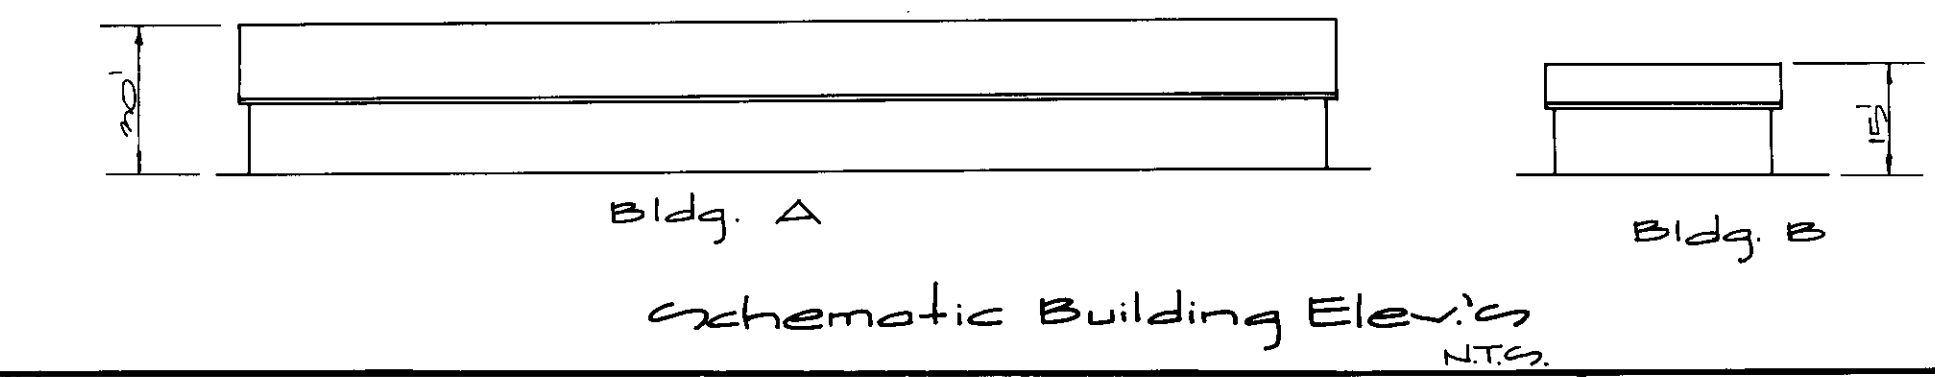 20'
15'
Bldg. A
Bldg. B
Schematic Building Elev.'s
N.T.S.